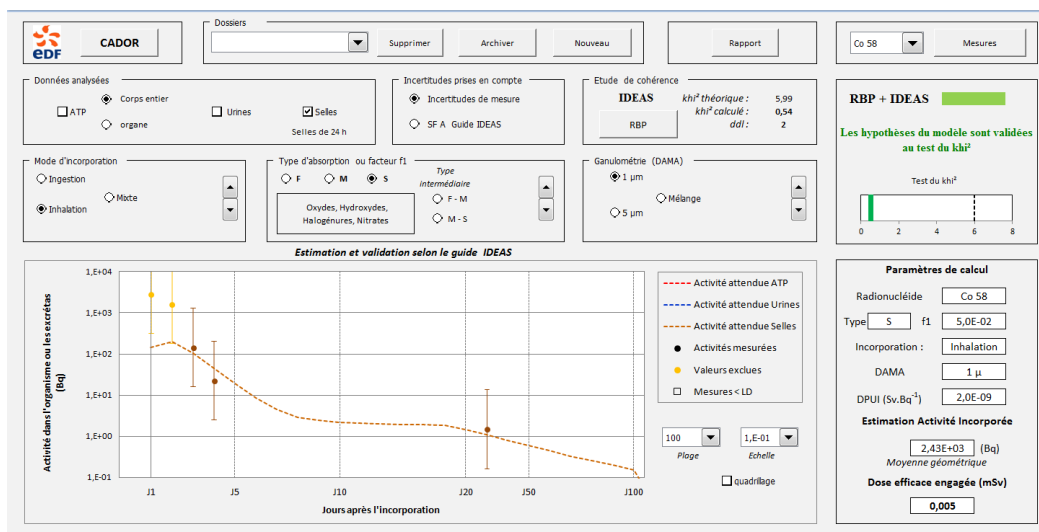 eDF
CADOR
Dossiers
Supprimer
Archiver
Nouveau
Rapport
Co 58
Mesures
Données analysées
ATP
Corps entier
organe
Urines
Selles
Selles de 24 h
Incertitudes prises en compte
Incertitudes de mesure
SF A Guide IDEAS
Etude de cohérence
IDEAS
RBP
khi² théorique : 5,99
khi² calculé : 0,54
ddl : 2
RBP + IDEAS
Les hypothèses du modèle sont validées
au test du khi²
Test du khi²
0 2 4 6 8
Mode d'incorporation
Ingestion
Mixte
Inhalation
Type d'absorption ou facteur f1
F M S
Oxydes, Hydroxydes,
Halogénures, Nitrates
Type
intermédiaire
F - M
M - S
Ganulométrie (DAMA)
1 µm
Mélange
5 µm
Estimation et validation selon le guide IDEAS
Activité dans l'organisme ou les excrétas
(Bq)
1,E+04
1,E+03
1,E+02
1,E+01
1,E+00
1,E-01
J1 J5 J10 J20 J50 J100
Jours après l'incorporation
Activité attendue ATP
Activité attendue Urines
Activité attendue Selles
Activités mesurées
Valeurs exclues
Mesures < LD
100
Plage
1,E-01
Echelle
quadrillage
Paramètres de calcul
Radionucléide Co 58
Type S f1 5,0E-02
Incorporation : Inhalation
DAMA 1 µ
DPUI (Sv.Bq⁻¹) 2,0E-09
Estimation Activité Incorporée
2,43E+03 (Bq)
Moyenne géométrique
Dose efficace engagée (mSv)
0,005